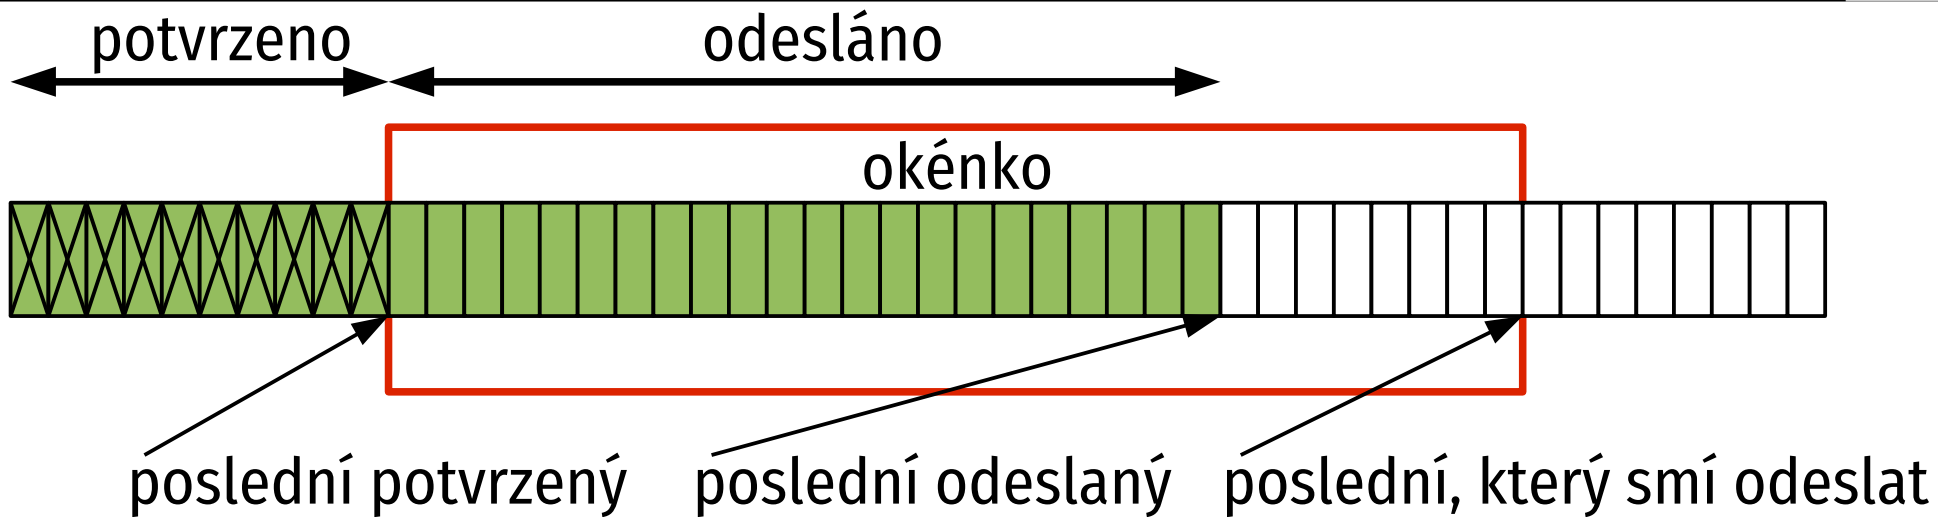 potvrzeno
odesláno
okénko
poslední potvrzený
poslední odeslaný
poslední, který smí odeslat